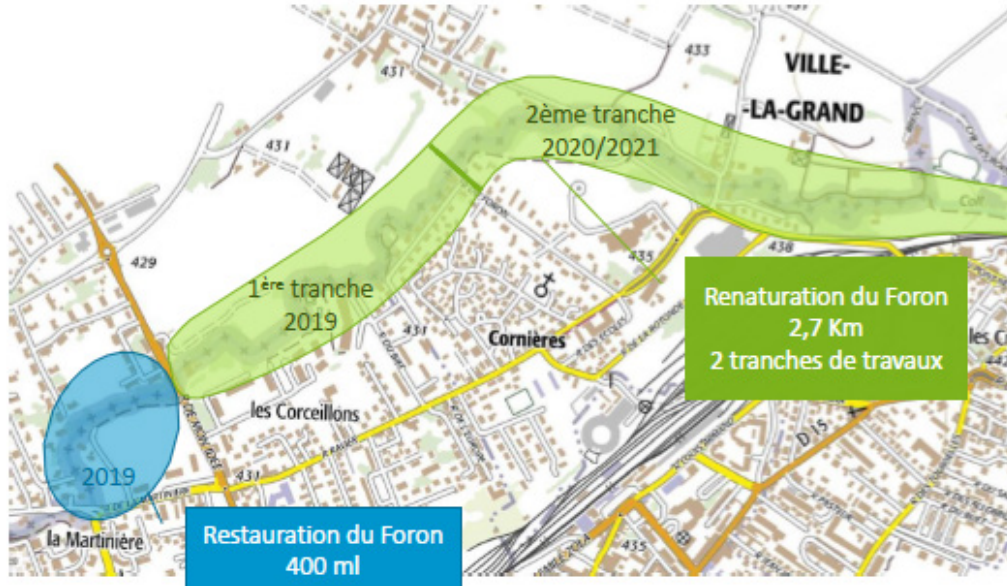 433
431
VILLE-
-LA-GRAND
2ème tranche
2020/2021
431
429
435
438
1ère tranche
2019
431
Cornières
les Corceillons
Renaturation du Foron
2,7 Km
2 tranches de travaux
D 15
2019
431
la Martinière
Restauration du Foron
400 ml
435